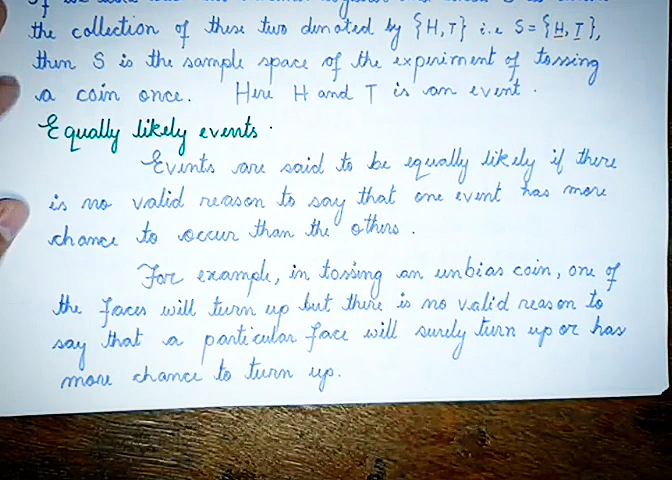 the collection of these two denoted by {H, T} i.e S = {H, T},
then S is the sample space of the experiment of tossing
a coin once. Here H and T is an event.
Equally likely events.
Events are said to be equally likely if there
is no valid reason to say that one event has more
chance to occur than the others.
For example, in tossing an unbias coin, one of
the faces will turn up but there is no valid reason to
say that a particular face will surely turn up or has
more chance to turn up.